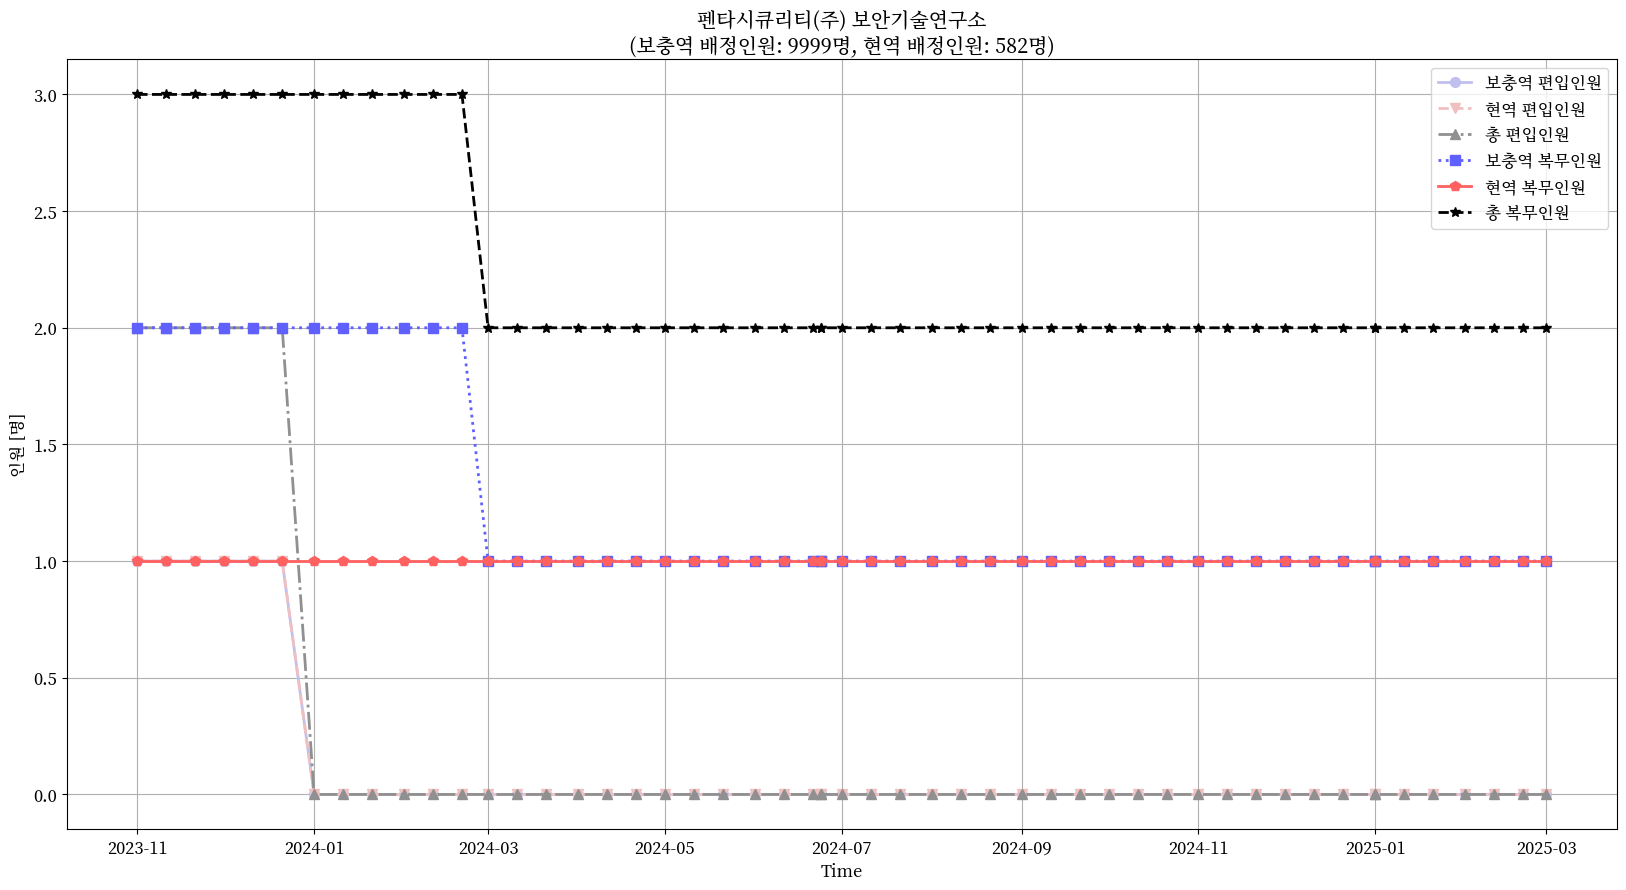 펜타시큐리티(주) 보안기술연구소
(보충역 배정인원: 9999명, 현역 배정인원: 582명)
보충역 편입인원
현역 편입인원
총 편입인원
보충역 복무인원
현역 복무인원
총 복무인원
인원 [명]
3.0
2.5
2.0
1.5
1.0
0.5
0.0
2023-11
2024-01
2024-03
2024-05
2024-07
2024-09
2024-11
2025-01
2025-03
Time